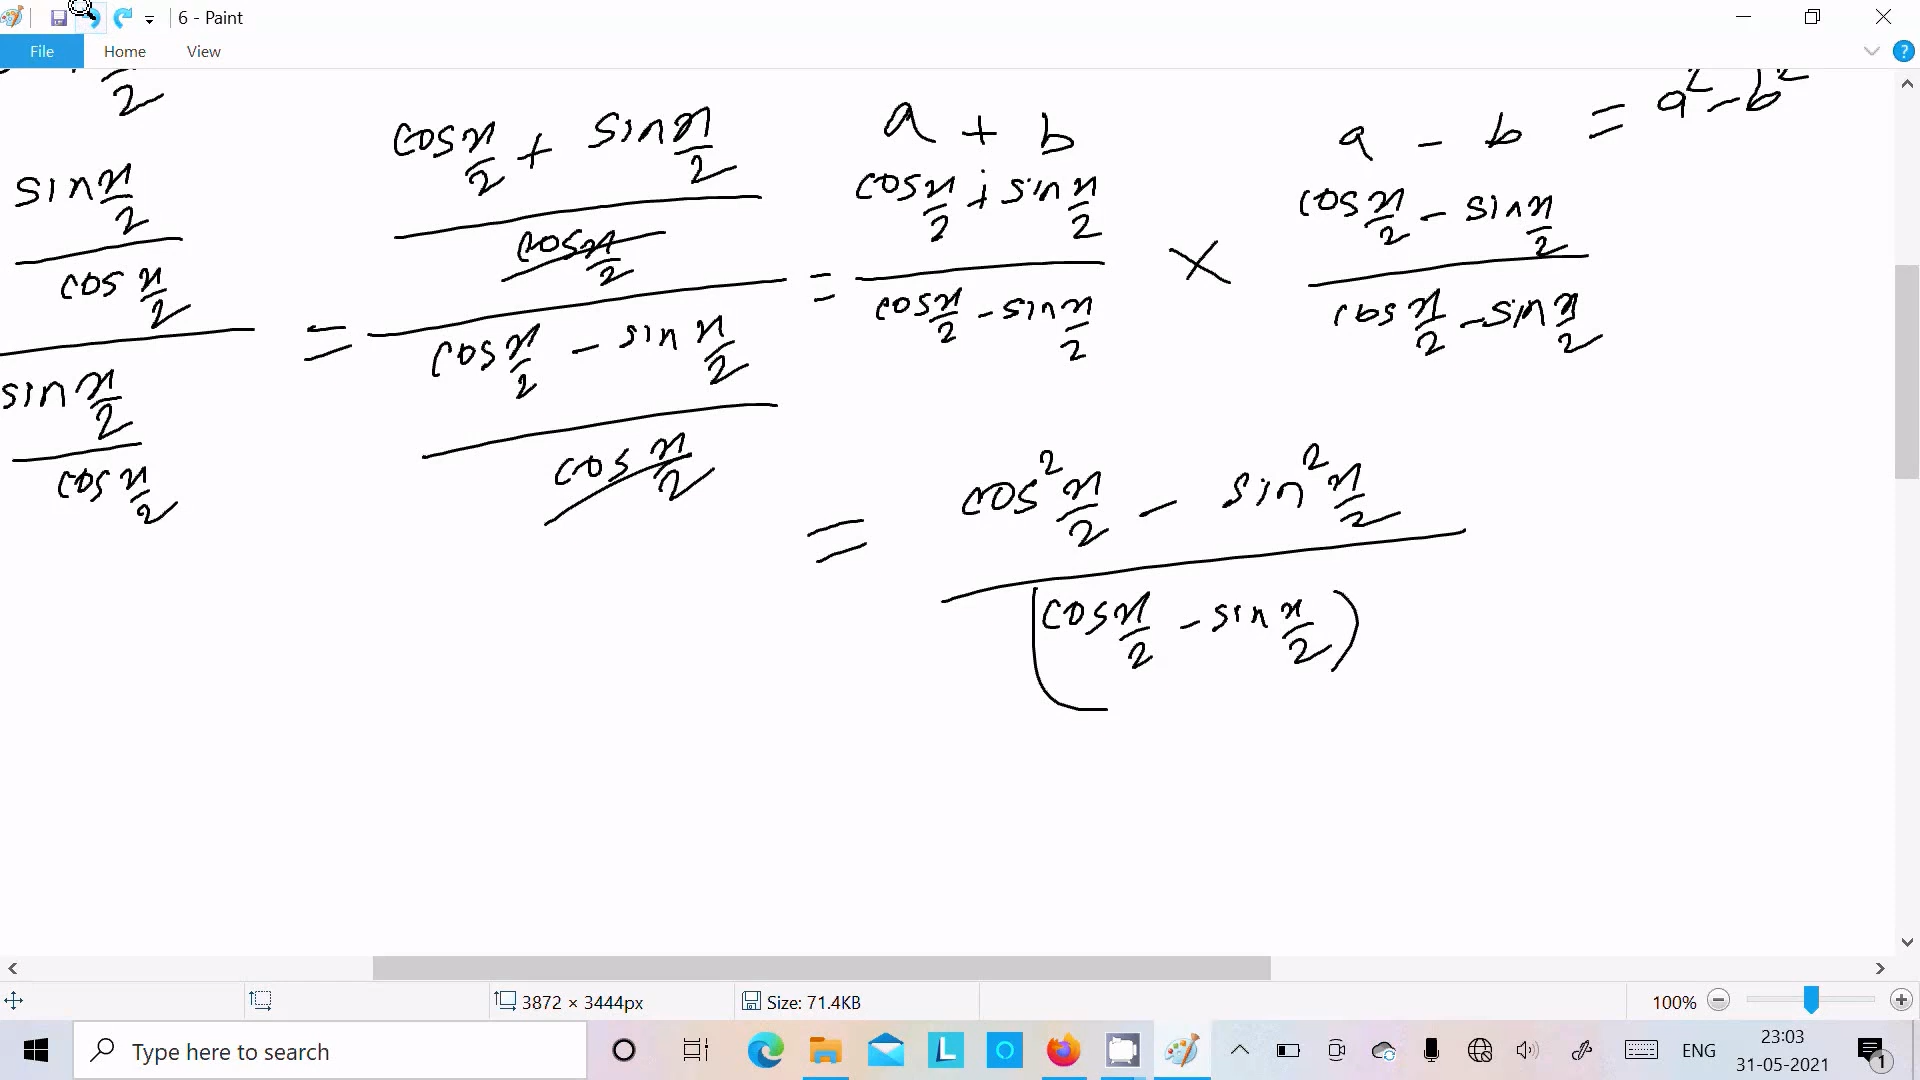 6 - Paint
File Home View
2
cos x/2 + sin x/2
cos x/2
cos x/2 - sin x/2
cos x/2
sin x/2
cos x/2
sin x/2
cos x/2
=
a + b
a - b = a² - b²
= cos x/2 + sin x/2
cos x/2 - sin x/2
×
cos x/2 - sin x/2
cos x/2 - sin x/2
= cos² x/2 - sin² x/2
(cos x/2 - sin x/2)
3872 × 3444px
Size: 71.4KB
100%
Type here to search
ENG
23:03
31-05-2021
1